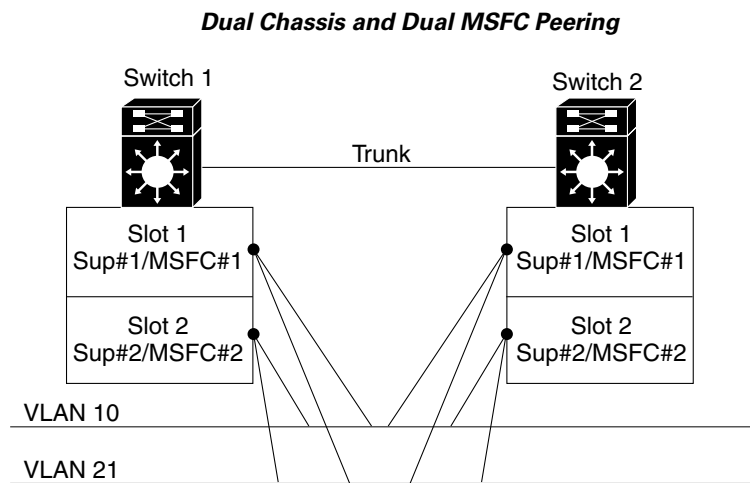 Dual Chassis and Dual MSFC Peering
Switch 1
Switch 2
Trunk
Slot 1
Sup#1/MSFC#1
Slot 2
Sup#2/MSFC#2
Slot 1
Sup#1/MSFC#1
Slot 2
Sup#2/MSFC#2
VLAN 10
VLAN 21